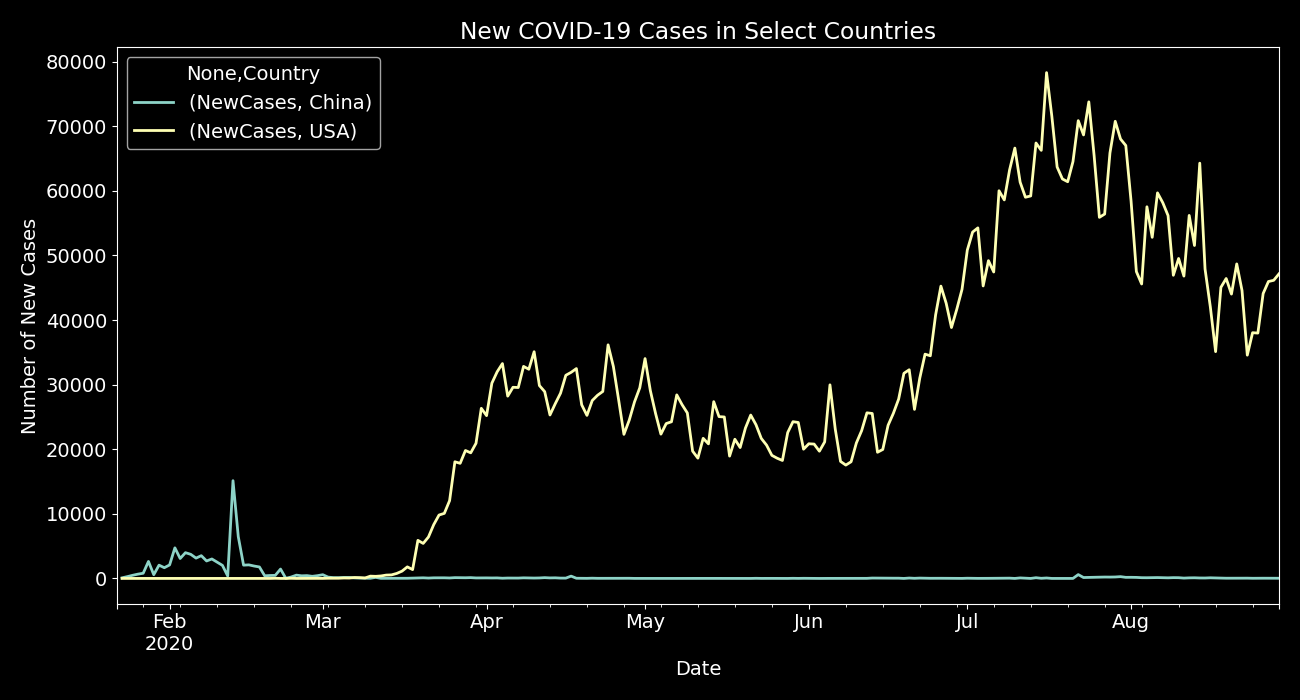 New COVID-19 Cases in Select Countries
None,Country
(NewCases, China)
(NewCases, USA)
Number of New Cases
80000
70000
60000
50000
40000
30000
20000
10000
0
Feb
2020
Mar
Apr
May
Jun
Jul
Aug
Date